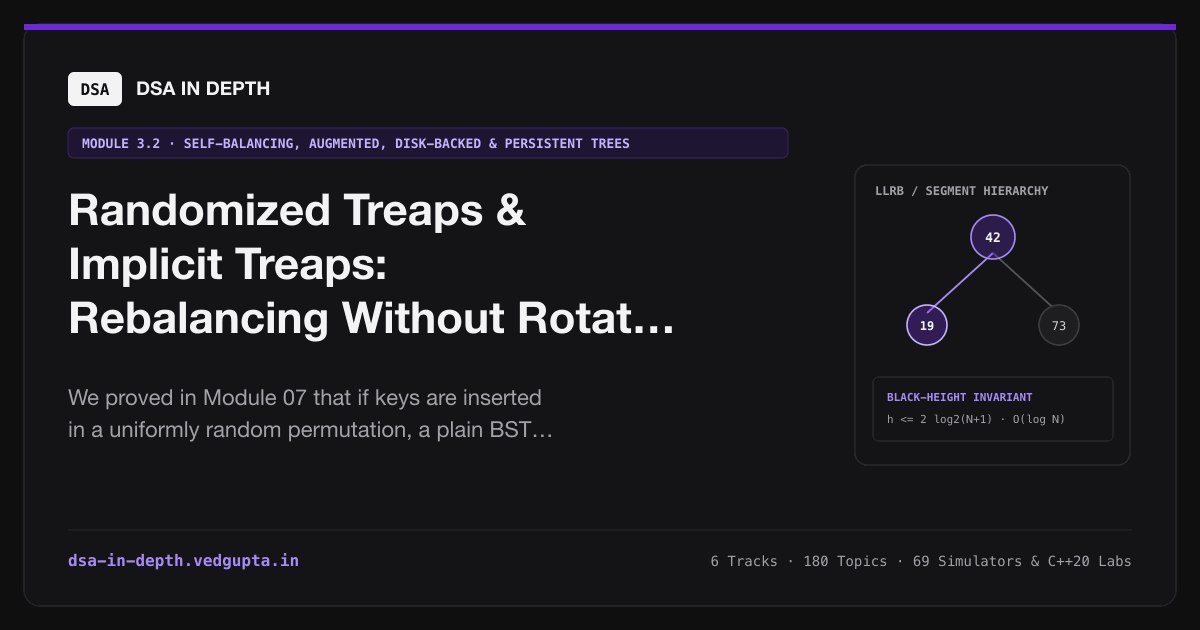 DSA
DSA IN DEPTH
MODULE 3.2 · SELF-BALANCING, AUGMENTED, DISK-BACKED & PERSISTENT TREES
Randomized Treaps &
Implicit Treaps:
Rebalancing Without Rotat...
We proved in Module 07 that if keys are inserted
in a uniformly random permutation, a plain BST...
LLRB / SEGMENT HIERARCHY
42
19
73
BLACK-HEIGHT INVARIANT
h <= 2 log2(N+1) · O(log N)
dsa-in-depth.vedgupta.in
6 Tracks · 180 Topics · 69 Simulators & C++20 Labs